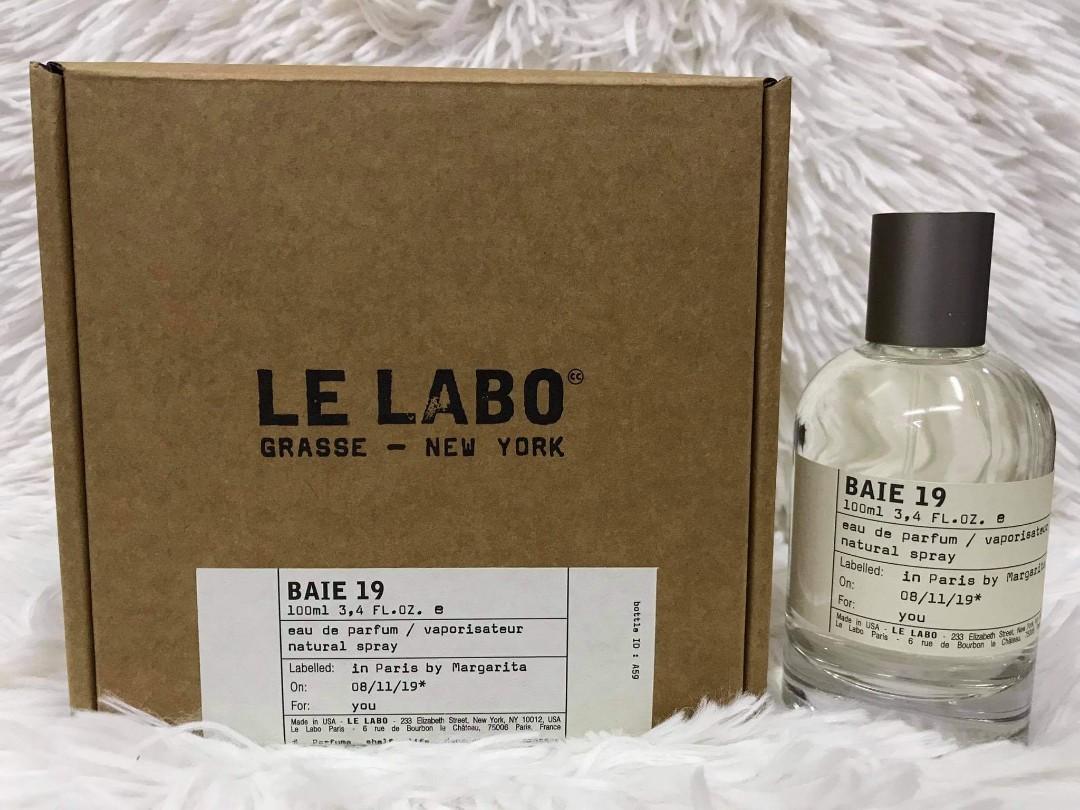 LE LABO
GRASSE — NEW YORK
BAIE 19
100ml 3,4 FL.OZ. e
eau de parfum / vaporisateur
natural spray
Labelled: in Paris by Margarita
On: 08/11/19*
For: you
Made in USA - LE LABO - 233 Elizabeth Street, New York, NY 10012, USA
Le Labo Paris - 6 rue de Bourbon le Château, 75006 Paris, France
bottle ID : A59
BAIE 19
100ml 3,4 FL.OZ. e
eau de parfum / vaporisateur
natural spray
Labelled: in Paris by Margarita
On: 08/11/19*
For: you
Made in USA - LE LABO - 233 Elizabeth Street, New
Le Labo Paris - 6 rue de Bourbon le Château,